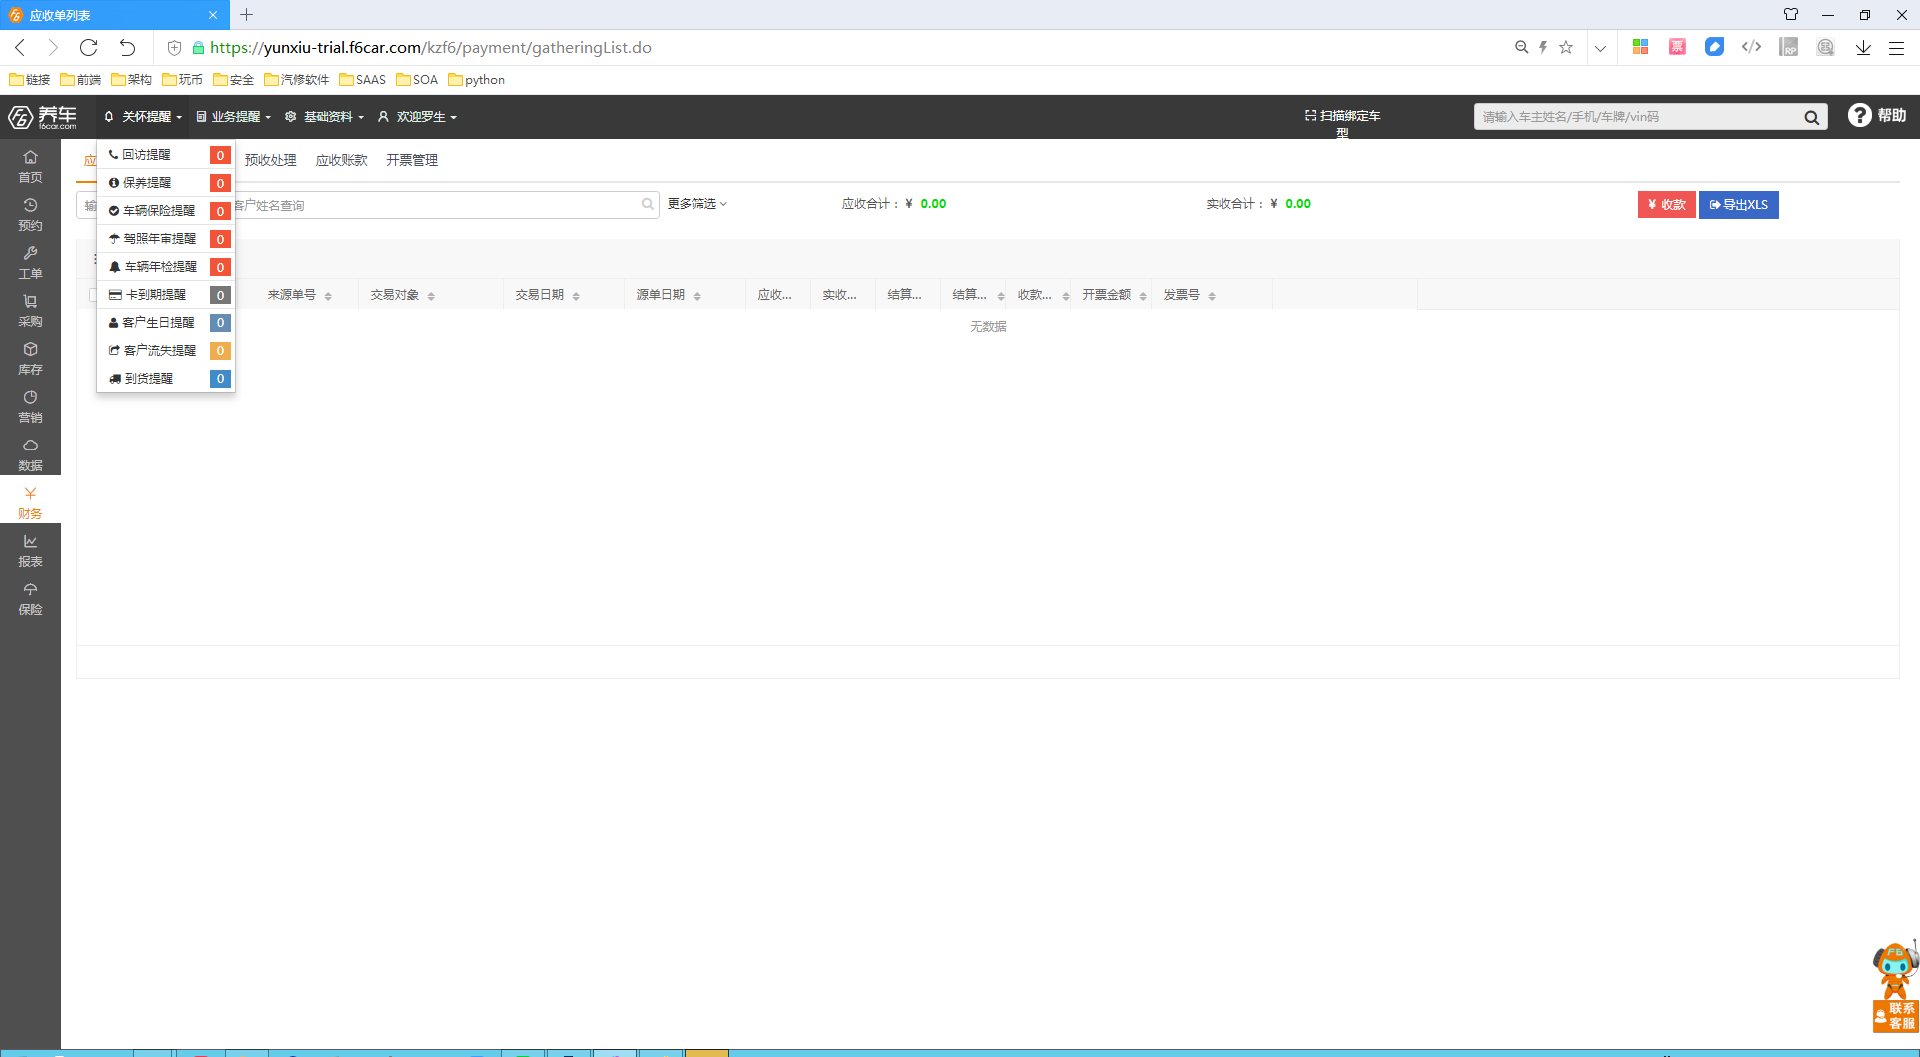 应收单列表
https://yunxiu-trial.f6car.com/kzf6/payment/gatheringList.do
票
RP
链接 前端 架构 玩币 安全 汽修软件 SAAS SOA python
F6 养车 f6car.com
关怀提醒 业务提醒 基础资料 欢迎罗生
扫描绑定车型
请输入车主姓名/手机/车牌/vin码
帮助
首页
预约
工单
采购
库存
营销
数据
财务
报表
保险
应
预收处理 应收账款 开票管理
回访提醒 0
保养提醒 0
车辆保险提醒 0
驾照年审提醒 0
车辆年检提醒 0
卡到期提醒 0
客户生日提醒 0
客户流失提醒 0
到货提醒 0
输
客户姓名查询
更多筛选
应收合计：¥ 0.00
实收合计：¥ 0.00
¥ 收款
导出XLS
来源单号 交易对象 交易日期 源单日期 应收... 实收... 结算... 结算... 收款... 开票金额 发票号
无数据
F6
联系
客服